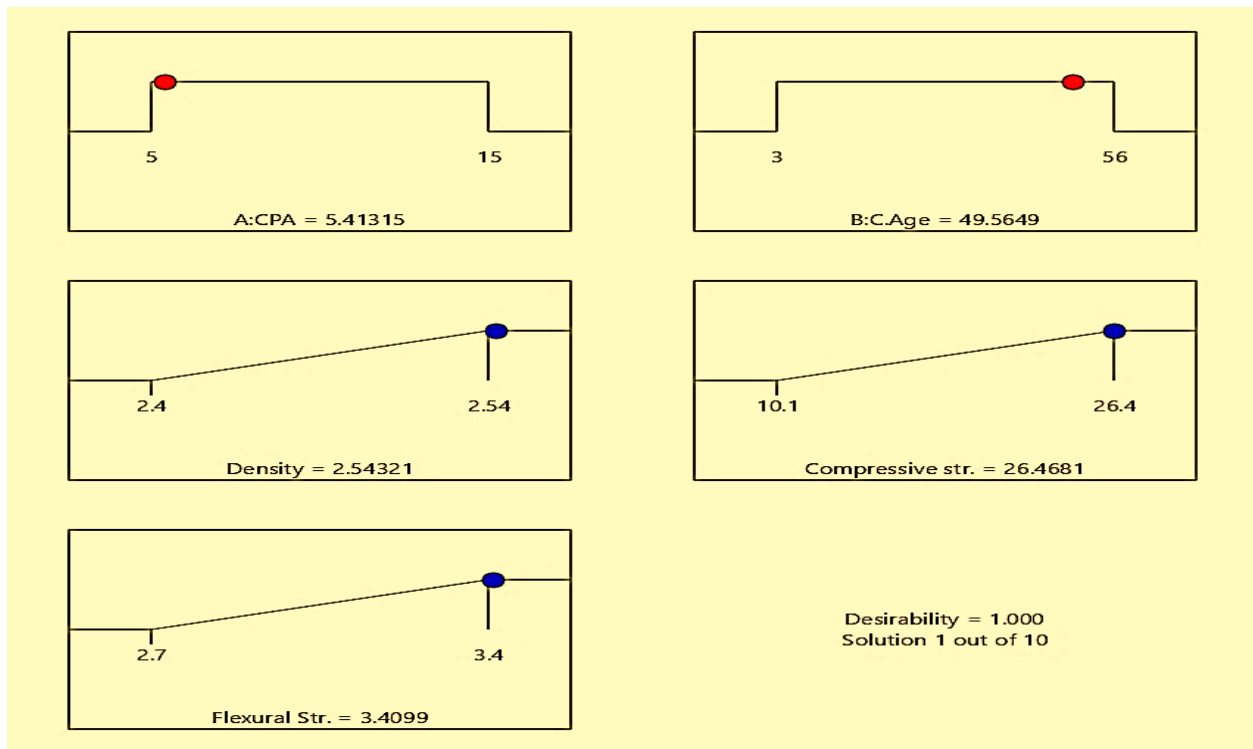 5 15
A:CPA = 5.41315
3 56
B:C.Age = 49.5649
2.4 2.54
Density = 2.54321
10.1 26.4
Compressive str. = 26.4681
2.7 3.4
Flexural Str. = 3.4099
Desirability = 1.000
Solution 1 out of 10